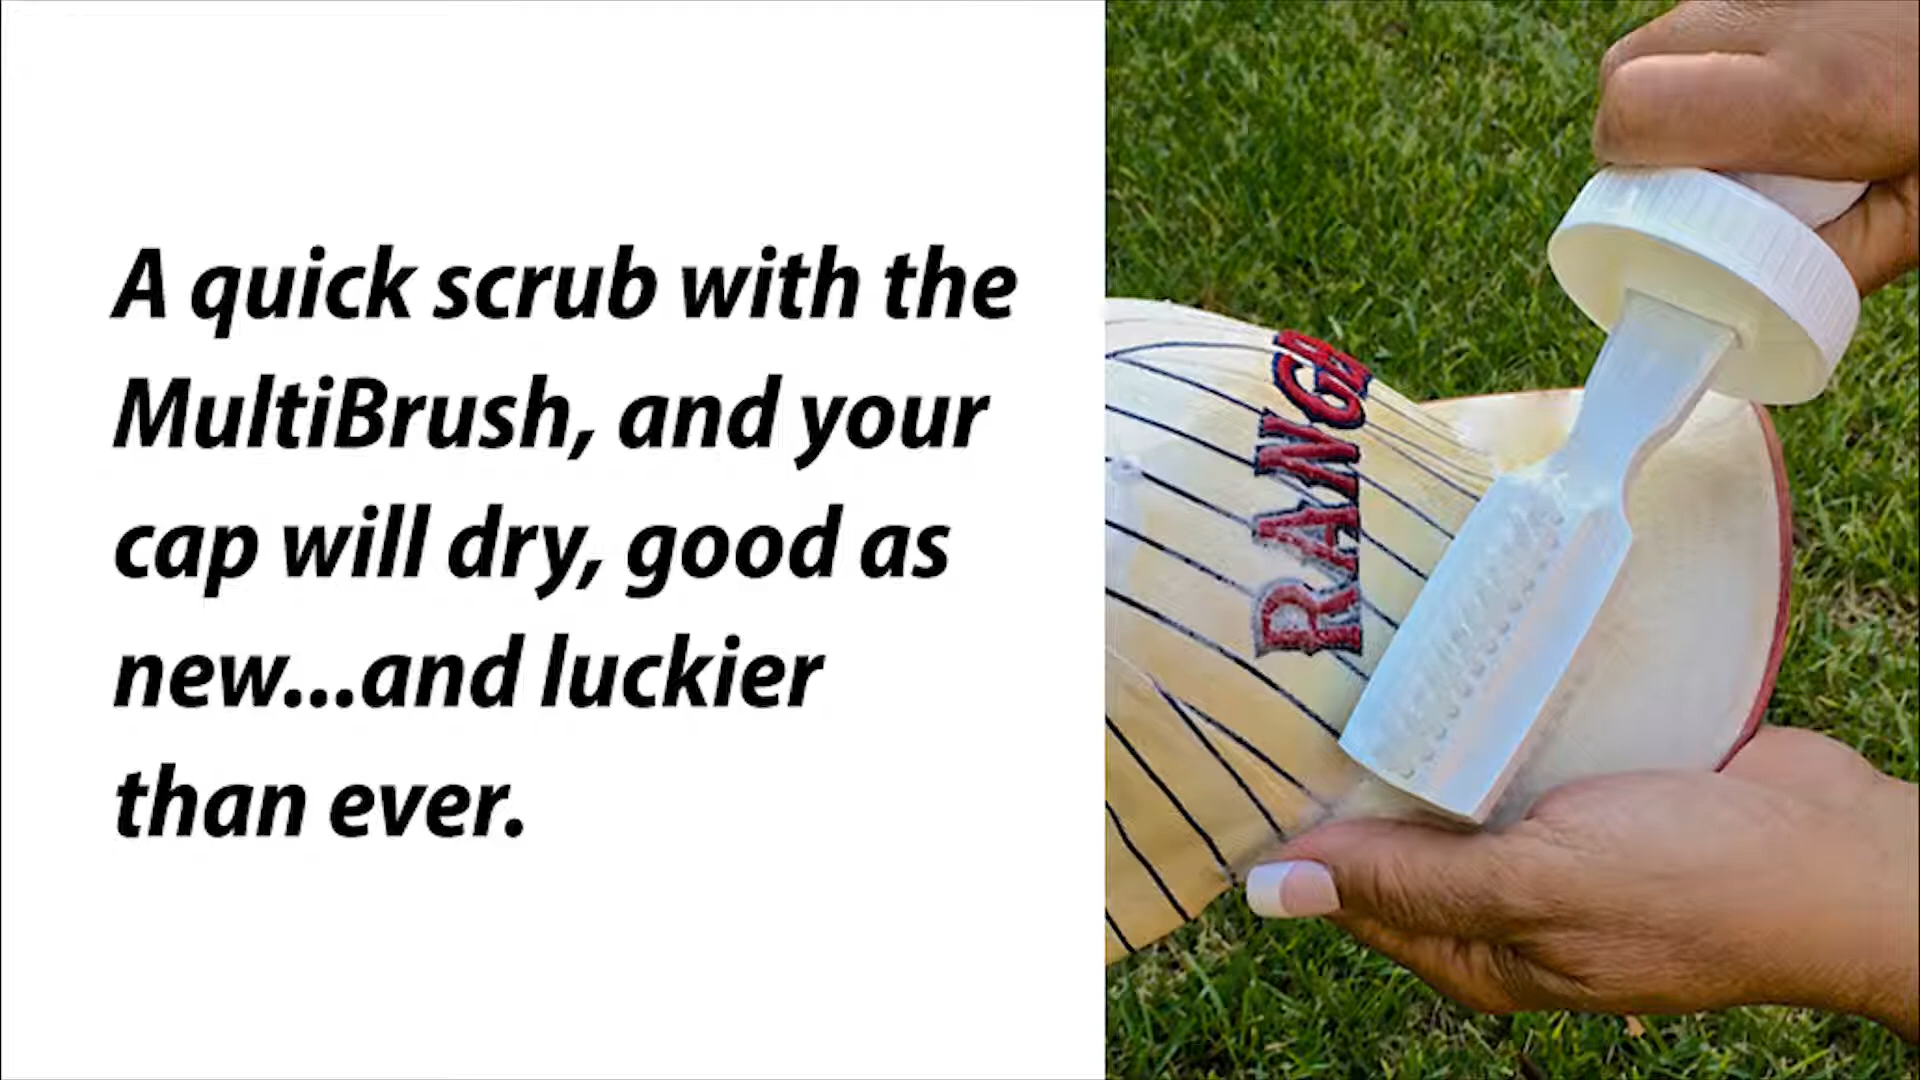 A quick scrub with the
MultiBrush, and your
cap will dry, good as
new...and luckier
than ever.